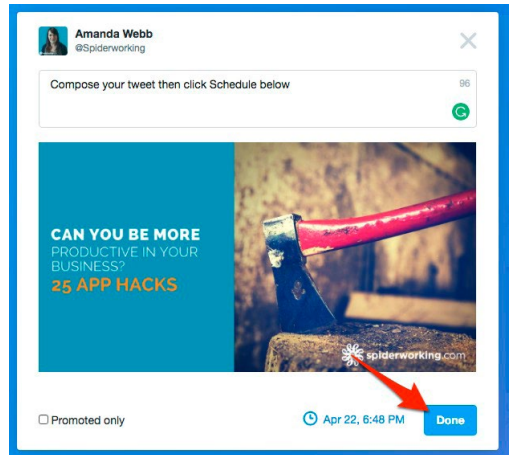 Amanda Webb
@Spiderworking
Compose your tweet then click Schedule below
96
CAN YOU BE MORE
PRODUCTIVE IN YOUR
BUSINESS?
25 APP HACKS
spiderworking.com
Promoted only
Apr 22, 6:48 PM
Done